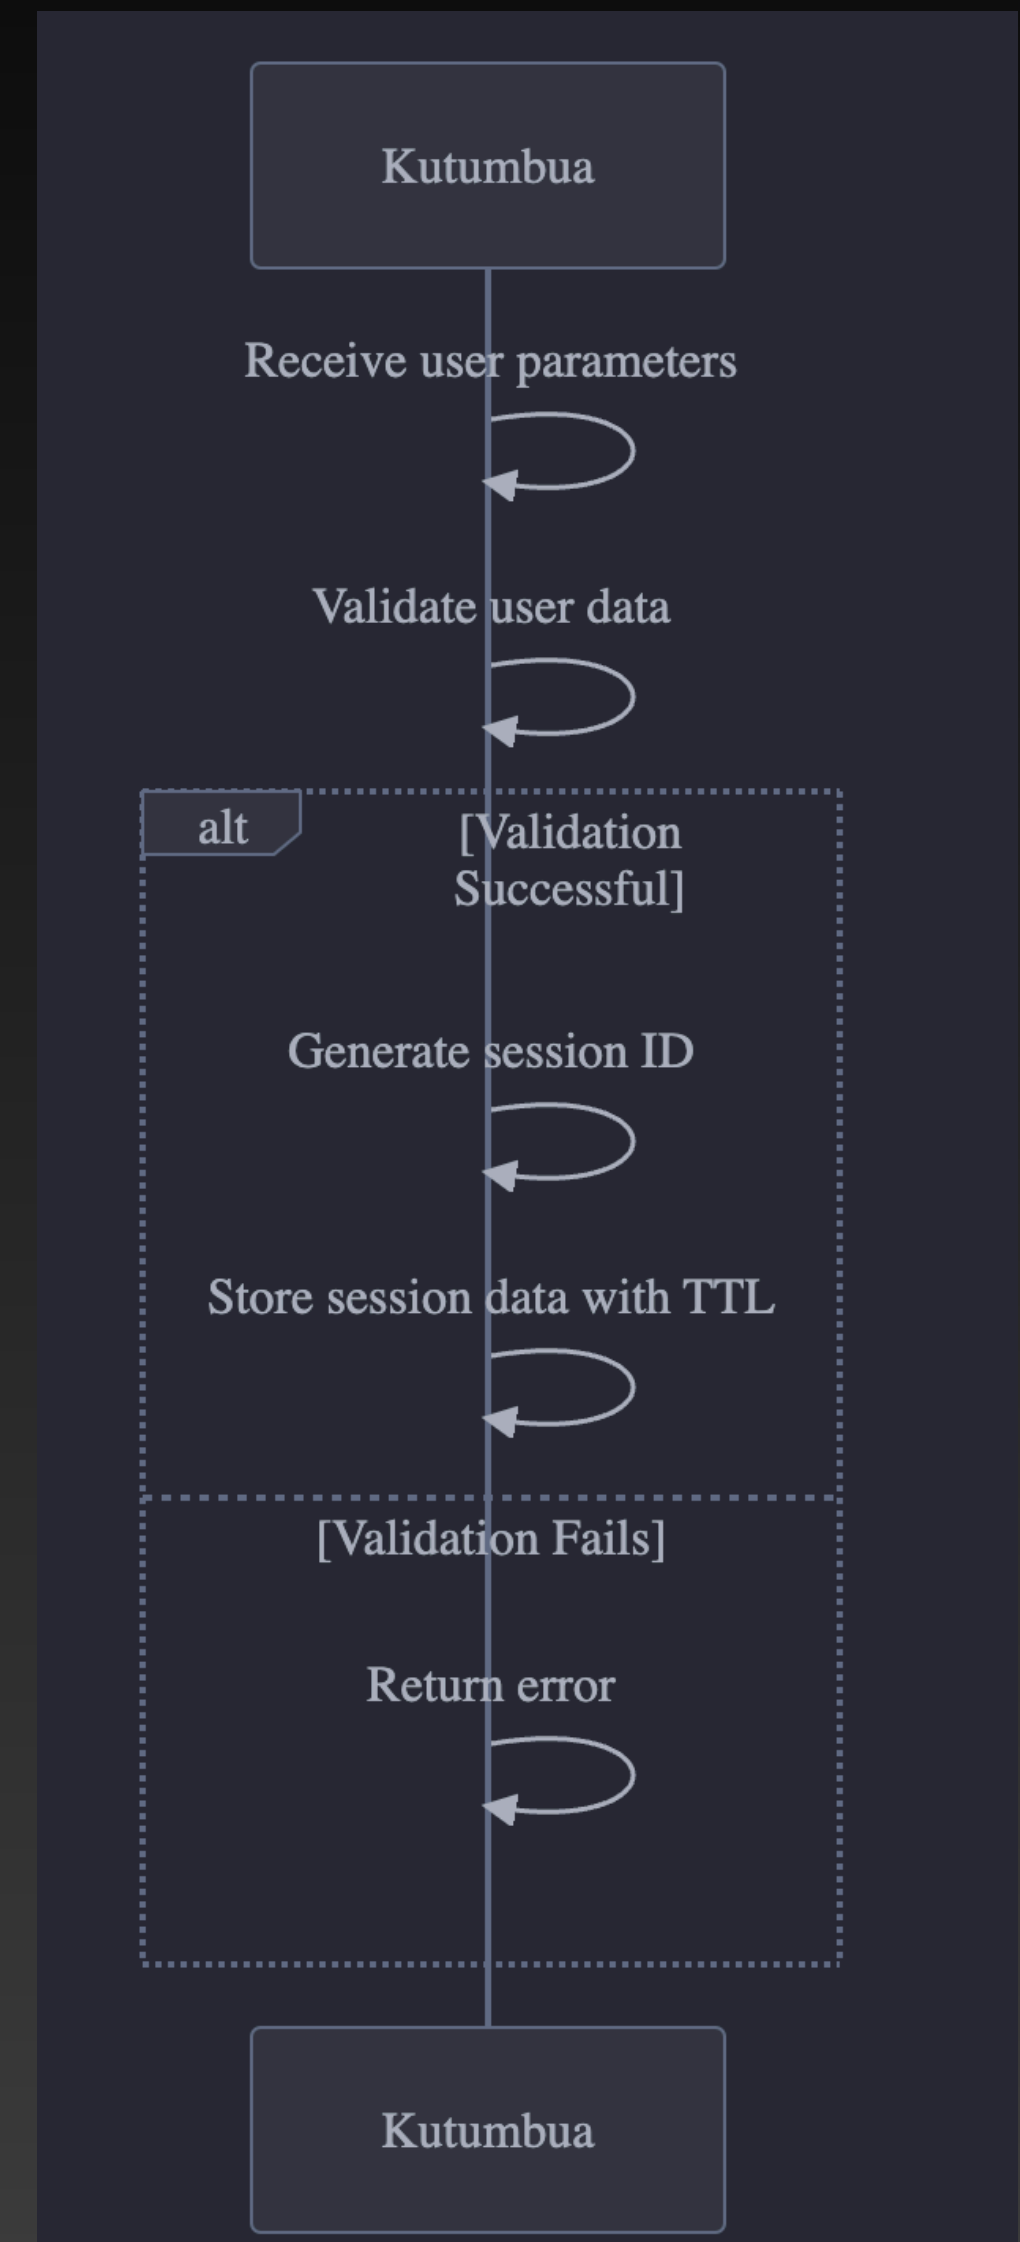 Kutumbua
Receive user parameters
Validate user data
alt
[Validation
Successful]
Generate session ID
Store session data with TTL
[Validation Fails]
Return error
Kutumbua